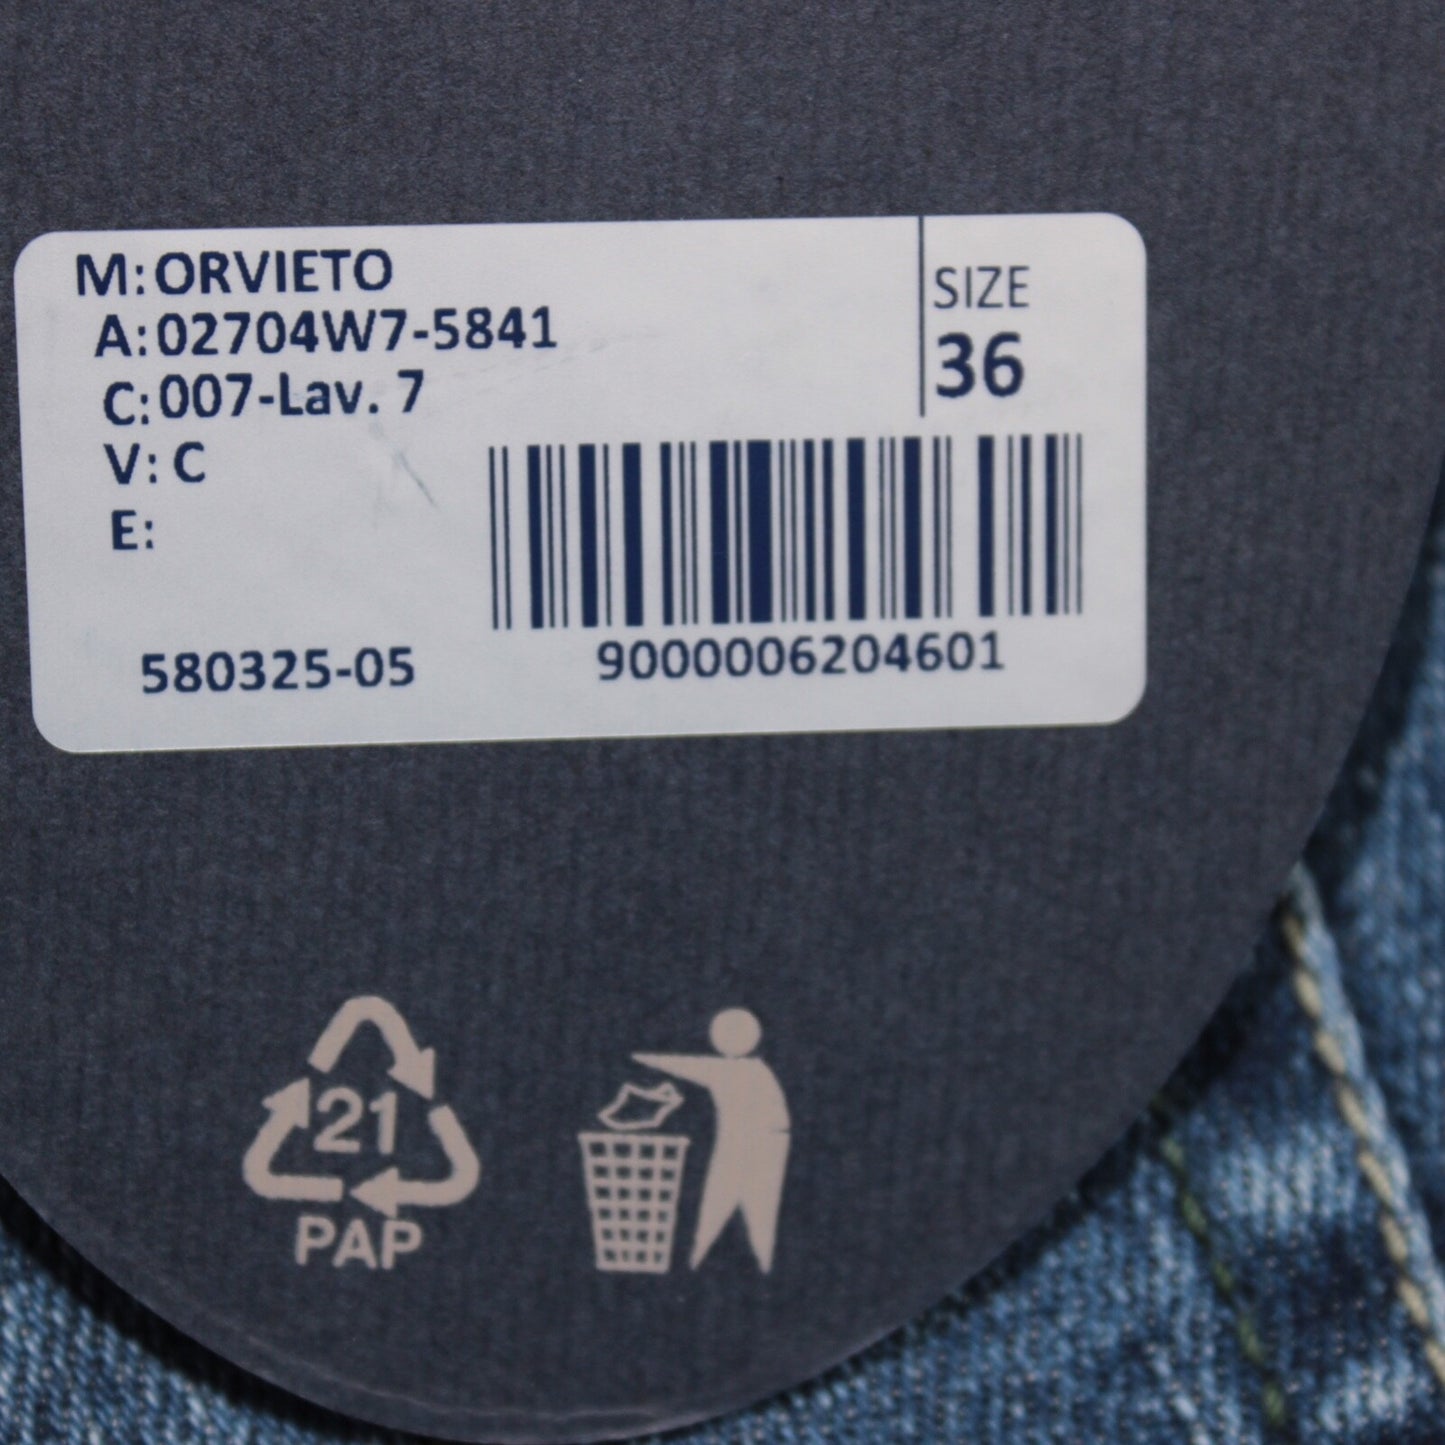 M: ORVIETO
A: 02704W7-5841
C: 007-Lav. 7
V: C
E:
SIZE
36
580325-05
9000006204601
21
PAP